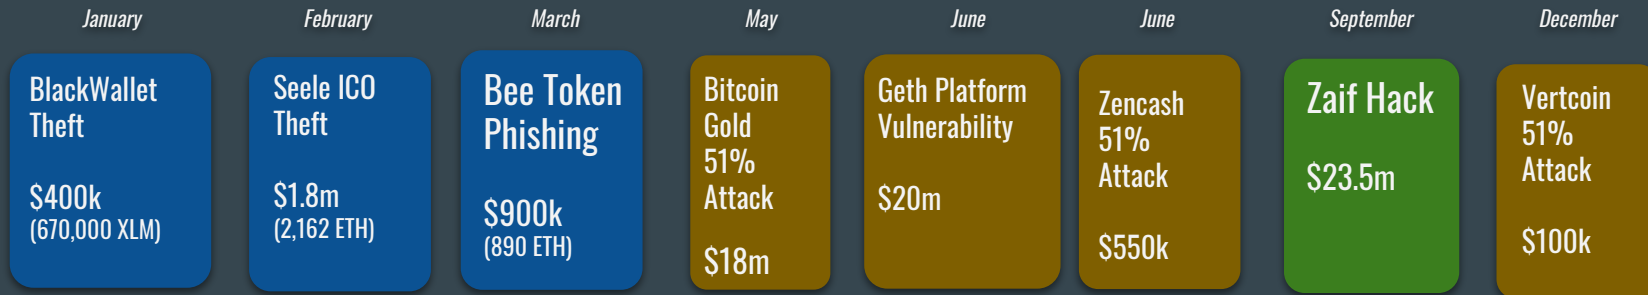 January
February
March
May
June
June
September
December
BlackWallet
Theft
$400k
(670,000 XLM)
Seele ICO
Theft
$1.8m
(2,162 ETH)
Bee Token
Phishing
$900k
(890 ETH)
Bitcoin
Gold
51%
Attack
$18m
Geth Platform
Vulnerability
$20m
Zencash
51%
Attack
$550k
Zaif Hack
$23.5m
Vertcoin
51%
Attack
$100k